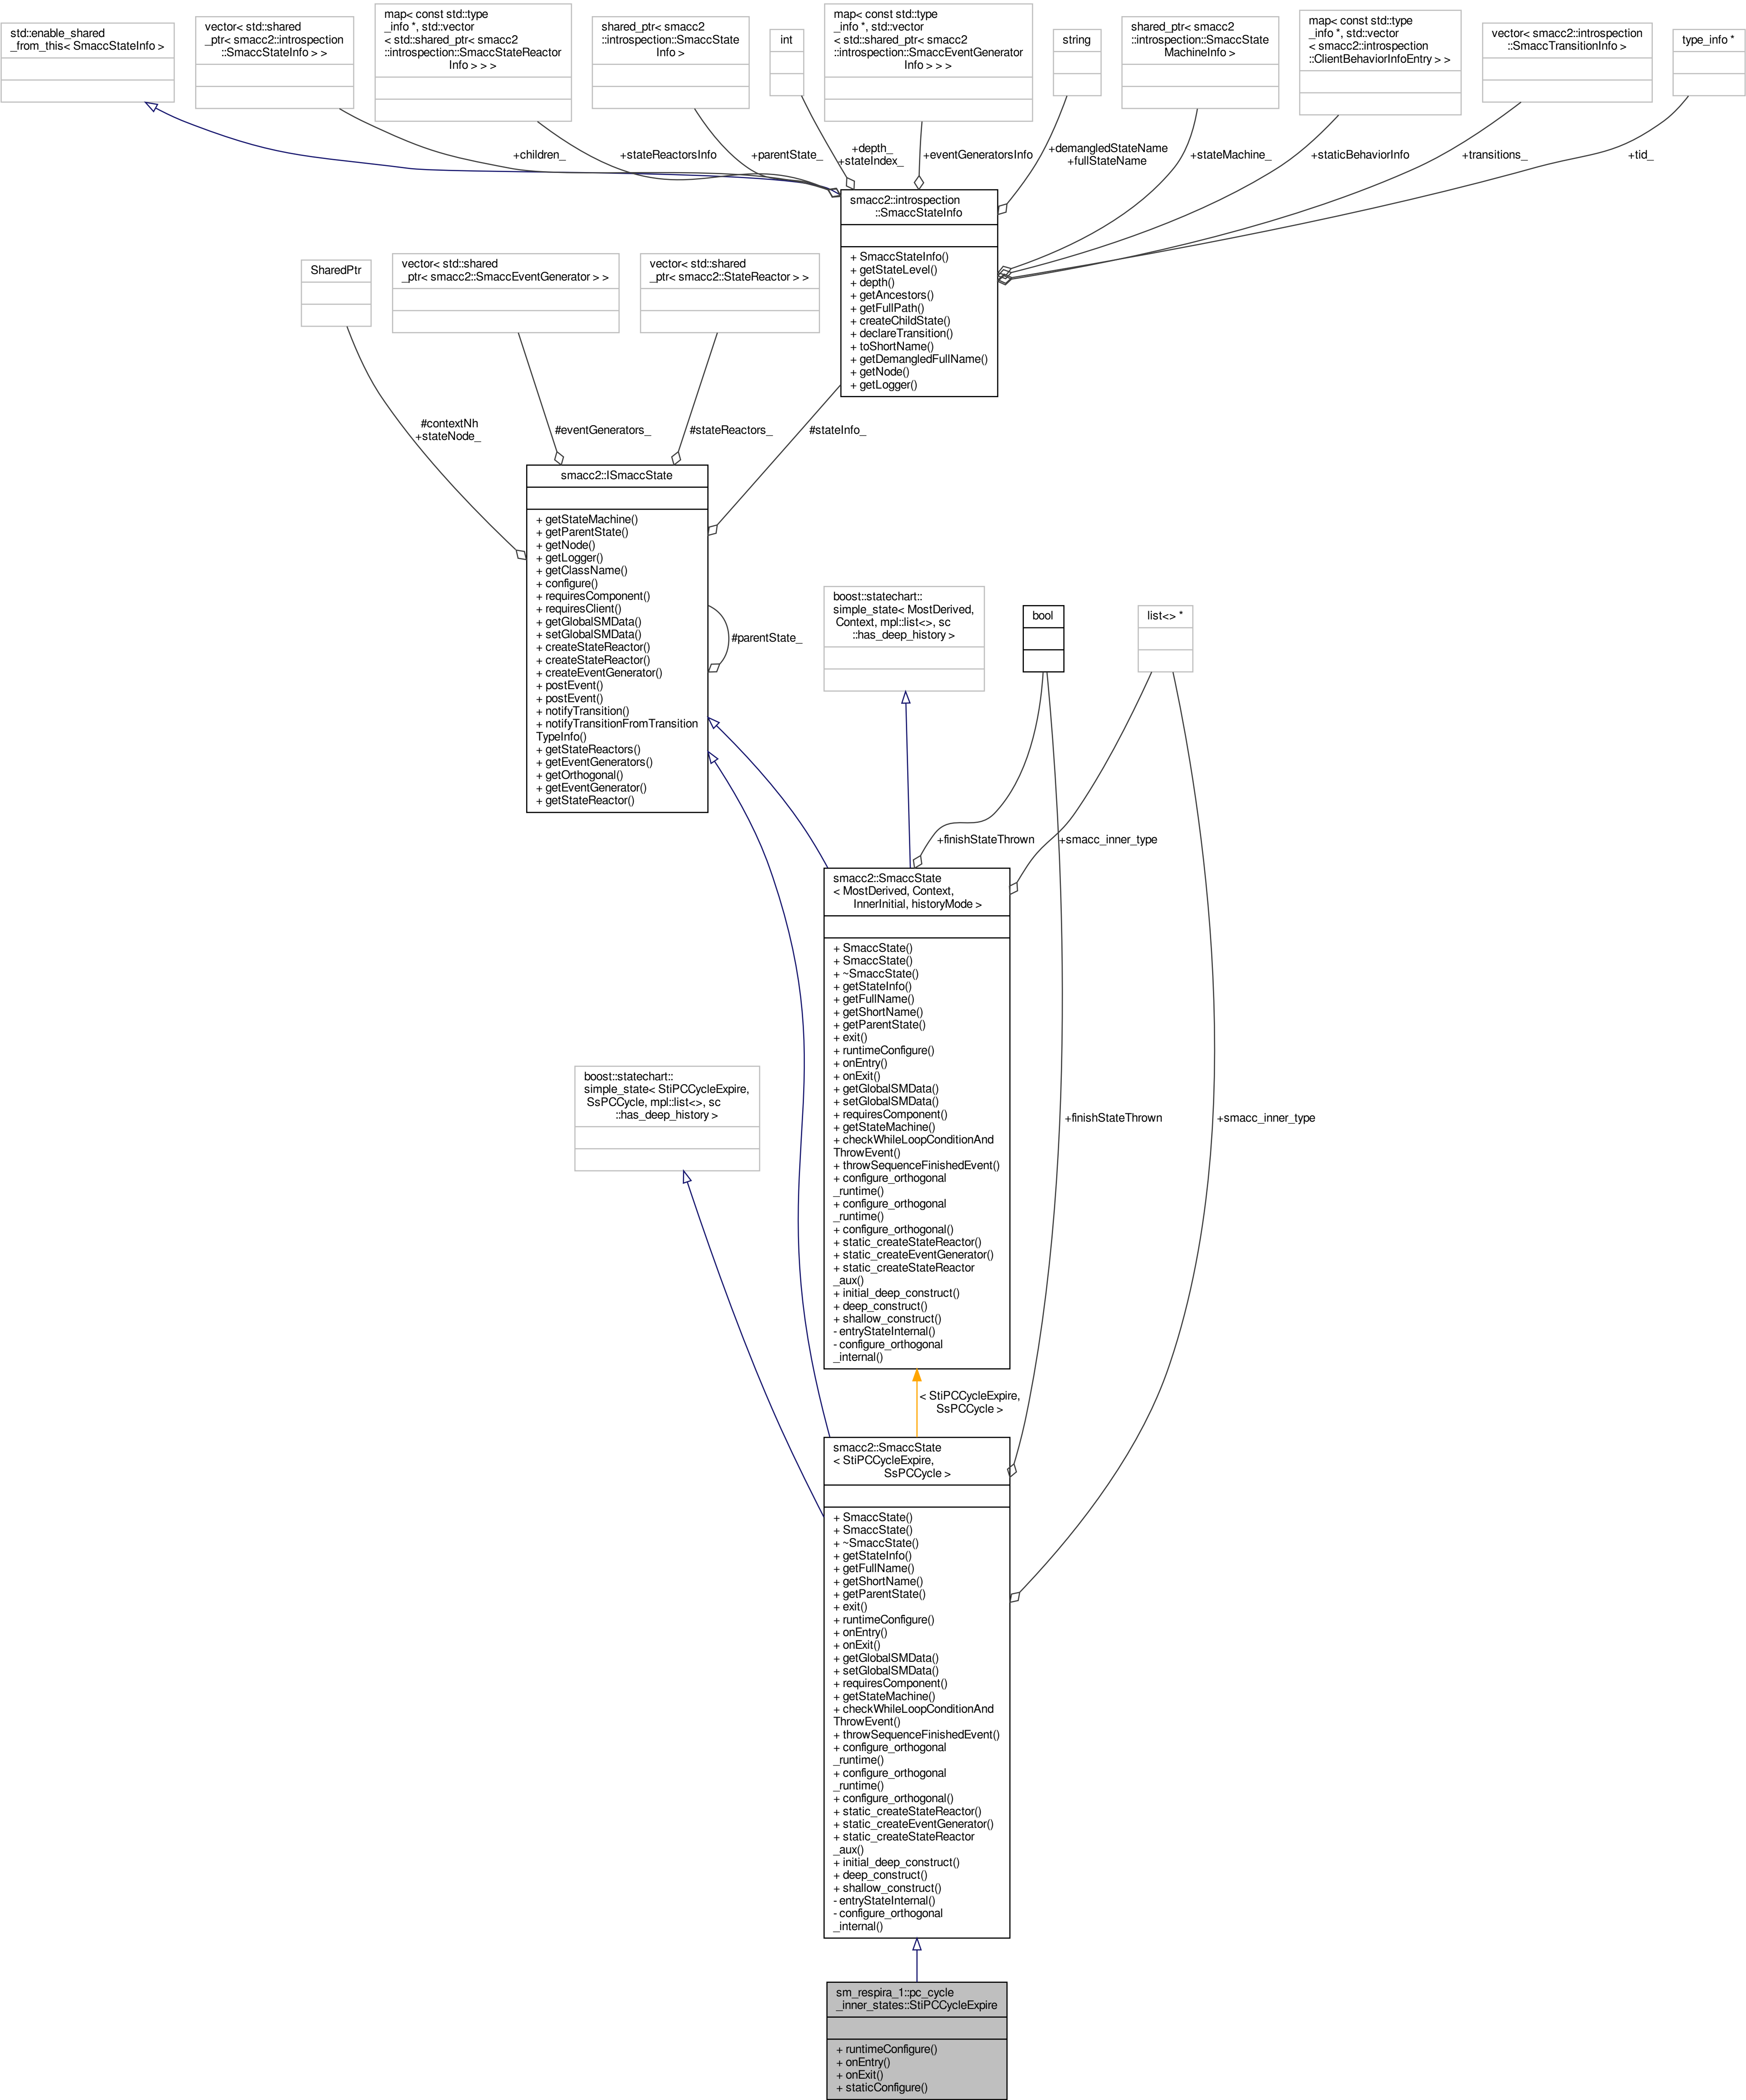 std::enable_shared
_from_this< SmaccStateInfo >
vector< std::shared
_ptr< smacc2::introspection
::SmaccStateInfo > >
map< const std::type
_info *, std::vector
< std::shared_ptr< smacc2
::introspection::SmaccStateReactor
Info > > >
shared_ptr< smacc2
::introspection::SmaccState
Info >
int
map< const std::type
_info *, std::vector
< std::shared_ptr< smacc2
::introspection::SmaccEventGenerator
Info > > >
string
shared_ptr< smacc2
::introspection::SmaccState
MachineInfo >
map< const std::type
_info *, std::vector
< smacc2::introspection
::ClientBehaviorInfoEntry > >
vector< smacc2::introspection
::SmaccTransitionInfo >
type_info *
+children_
+stateReactorsInfo
+parentState_
+depth_
+stateIndex_
+eventGeneratorsInfo
+demangledStateName
+fullStateName
+stateMachine_
+staticBehaviorInfo
+transitions_
+tid_
smacc2::introspection
::SmaccStateInfo
+ SmaccStateInfo()
+ getStateLevel()
+ depth()
+ getAncestors()
+ getFullPath()
+ createChildState()
+ declareTransition()
+ toShortName()
+ getDemangledFullName()
+ getNode()
+ getLogger()
SharedPtr
vector< std::shared
_ptr< smacc2::SmaccEventGenerator > >
vector< std::shared
_ptr< smacc2::StateReactor > >
#contextNh
+stateNode_
#eventGenerators_
#stateReactors_
#stateInfo_
smacc2::ISmaccState
+ getStateMachine()
+ getParentState()
+ getNode()
+ getLogger()
+ getClassName()
+ configure()
+ requiresComponent()
+ requiresClient()
+ getGlobalSMData()
+ setGlobalSMData()
+ createStateReactor()
+ createStateReactor()
+ createEventGenerator()
+ postEvent()
+ postEvent()
+ notifyTransition()
+ notifyTransitionFromTransition
TypeInfo()
+ getStateReactors()
+ getEventGenerators()
+ getOrthogonal()
+ getEventGenerator()
+ getStateReactor()
#parentState_
boost::statechart::
simple_state< MostDerived,
Context, mpl::list<>, sc
::has_deep_history >
bool
list<> *
+finishStateThrown
+smacc_inner_type
smacc2::SmaccState
< MostDerived, Context,
InnerInitial, historyMode >
+ SmaccState()
+ SmaccState()
+ ~SmaccState()
+ getStateInfo()
+ getFullName()
+ getShortName()
+ getParentState()
+ exit()
+ runtimeConfigure()
+ onEntry()
+ onExit()
+ getGlobalSMData()
+ setGlobalSMData()
+ requiresComponent()
+ getStateMachine()
+ checkWhileLoopConditionAnd
ThrowEvent()
+ throwSequenceFinishedEvent()
+ configure_orthogonal
_runtime()
+ configure_orthogonal
_runtime()
+ configure_orthogonal()
+ static_createStateReactor()
+ static_createEventGenerator()
+ static_createStateReactor
_aux()
+ initial_deep_construct()
+ deep_construct()
+ shallow_construct()
- entryStateInternal()
- configure_orthogonal
_internal()
boost::statechart::
simple_state< StiPCCycleExpire,
SsPCCycle, mpl::list<>, sc
::has_deep_history >
+finishStateThrown
+smacc_inner_type
< StiPCCycleExpire,
SsPCCycle >
smacc2::SmaccState
< StiPCCycleExpire,
SsPCCycle >
+ SmaccState()
+ SmaccState()
+ ~SmaccState()
+ getStateInfo()
+ getFullName()
+ getShortName()
+ getParentState()
+ exit()
+ runtimeConfigure()
+ onEntry()
+ onExit()
+ getGlobalSMData()
+ setGlobalSMData()
+ requiresComponent()
+ getStateMachine()
+ checkWhileLoopConditionAnd
ThrowEvent()
+ throwSequenceFinishedEvent()
+ configure_orthogonal
_runtime()
+ configure_orthogonal
_runtime()
+ configure_orthogonal()
+ static_createStateReactor()
+ static_createEventGenerator()
+ static_createStateReactor
_aux()
+ initial_deep_construct()
+ deep_construct()
+ shallow_construct()
- entryStateInternal()
- configure_orthogonal
_internal()
sm_respira_1::pc_cycle
_inner_states::StiPCCycleExpire
+ runtimeConfigure()
+ onEntry()
+ onExit()
+ staticConfigure()